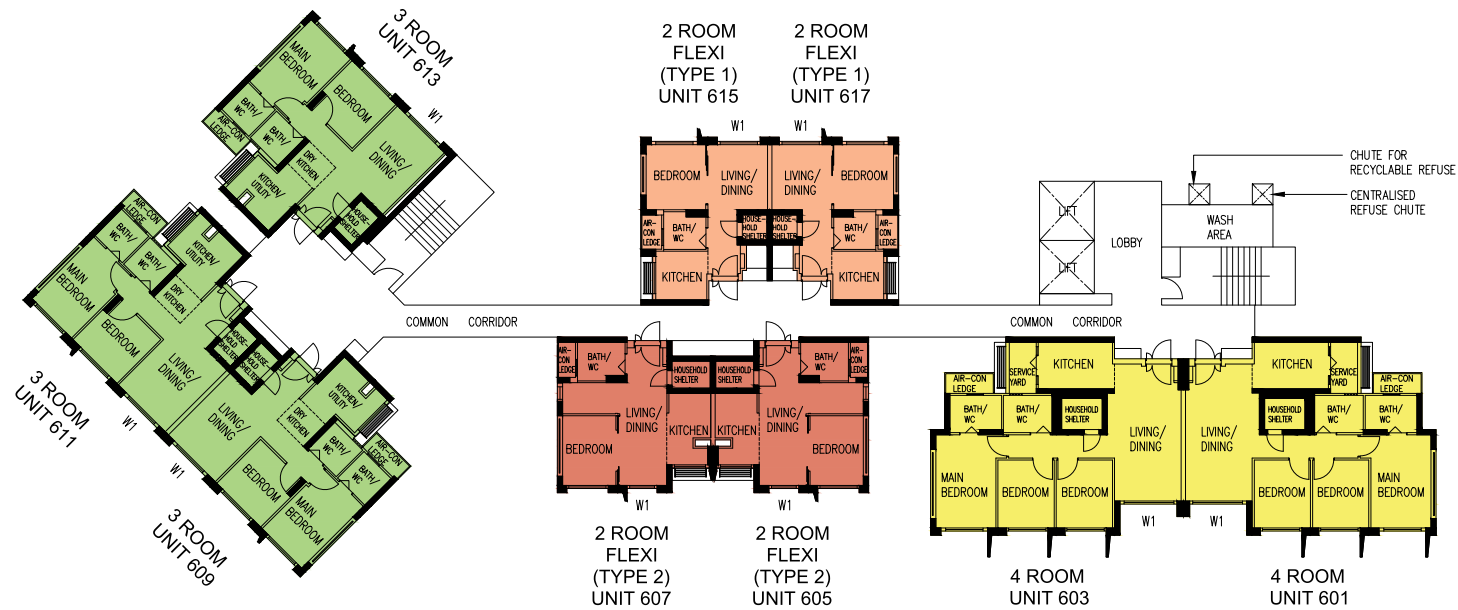 3 ROOM
UNIT 613
MAIN
BEDROOM
BEDROOM
W1
BATH/
WC
BATH/
WC
AIR-CON
LEDGE
DRY
KITCHEN
LIVING/
DINING
KITCHEN/
UTILITY
HOUSE-
HOLD
SHELTER
2 ROOM
FLEXI
(TYPE 1)
UNIT 615
2 ROOM
FLEXI
(TYPE 1)
UNIT 617
W1
W1
BEDROOM
LIVING/
DINING
LIVING/
DINING
BEDROOM
AIR-
CON
LEDGE
BATH/
WC
HOUSE-
HOLD
SHELTER
HOUSE-
HOLD
SHELTER
BATH/
WC
AIR-
CON
LEDGE
KITCHEN
KITCHEN
CHUTE FOR
RECYCLABLE REFUSE
CENTRALISED
REFUSE CHUTE
LIFT
LIFT
LOBBY
WASH
AREA
COMMON CORRIDOR
COMMON CORRIDOR
AIR-CON
LEDGE
BATH/
WC
BATH/
WC
KITCHEN/
UTILITY
MAIN
BEDROOM
DRY
KITCHEN
BEDROOM
LIVING/
DINING
HOUSE-
HOLD
SHELTER
3 ROOM
UNIT 611
W1
HOUSE-
HOLD
SHELTER
LIVING/
DINING
DRY
KITCHEN
KITCHEN/
UTILITY
BATH/
WC
BATH/
WC
AIR-CON
LEDGE
BEDROOM
MAIN
BEDROOM
W1
3 ROOM
UNIT 609
AIR-
CON
LEDGE
BATH/
WC
HOUSEHOLD
SHELTER
HOUSEHOLD
SHELTER
BATH/
WC
AIR-
CON
LEDGE
LIVING/
DINING
KITCHEN
KITCHEN
LIVING/
DINING
BEDROOM
BEDROOM
W1
W1
2 ROOM
FLEXI
(TYPE 2)
UNIT 607
2 ROOM
FLEXI
(TYPE 2)
UNIT 605
SERVICE
YARD
KITCHEN
KITCHEN
SERVICE
YARD
AIR-CON
LEDGE
AIR-CON
LEDGE
BATH/
WC
BATH/
WC
HOUSEHOLD
SHELTER
HOUSEHOLD
SHELTER
BATH/
WC
BATH/
WC
LIVING/
DINING
LIVING/
DINING
MAIN
BEDROOM
BEDROOM
BEDROOM
BEDROOM
BEDROOM
MAIN
BEDROOM
W1
W1
4 ROOM
UNIT 603
4 ROOM
UNIT 601